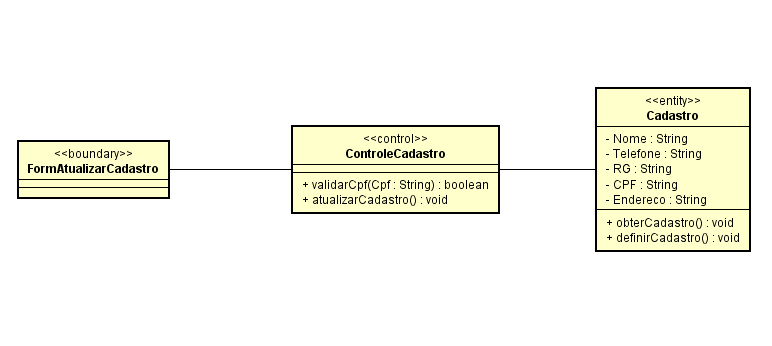 <<boundary>>
FormAtualizarCadastro
<<control>>
ControleCadastro
+ validarCpf(Cpf : String) : boolean
+ atualizarCadastro() : void
<<entity>>
Cadastro
- Nome : String
- Telefone : String
- RG : String
- CPF : String
- Endereco : String
+ obterCadastro() : void
+ definirCadastro() : void